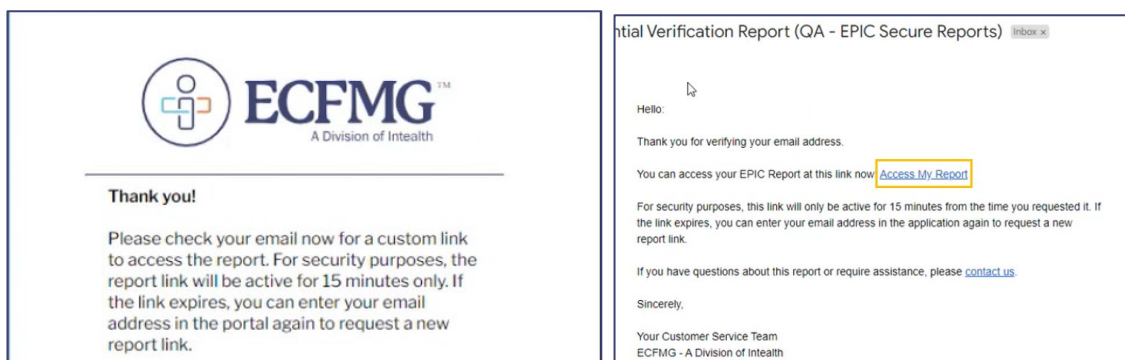 ECFMG™
A Division of Intealth
Thank you!
Please check your email now for a custom link
to access the report. For security purposes, the
report link will be active for 15 minutes only. If
the link expires, you can enter your email
address in the portal again to request a new
report link.
ntial Verification Report (QA - EPIC Secure Reports) Inbox x
Hello:
Thank you for verifying your email address.
You can access your EPIC Report at this link now: Access My Report
For security purposes, this link will only be active for 15 minutes from the time you requested it. If
the link expires, you can enter your email address in the application again to request a new
report link.
If you have questions about this report or require assistance, please contact us.
Sincerely,
Your Customer Service Team
ECFMG - A Division of Intealth